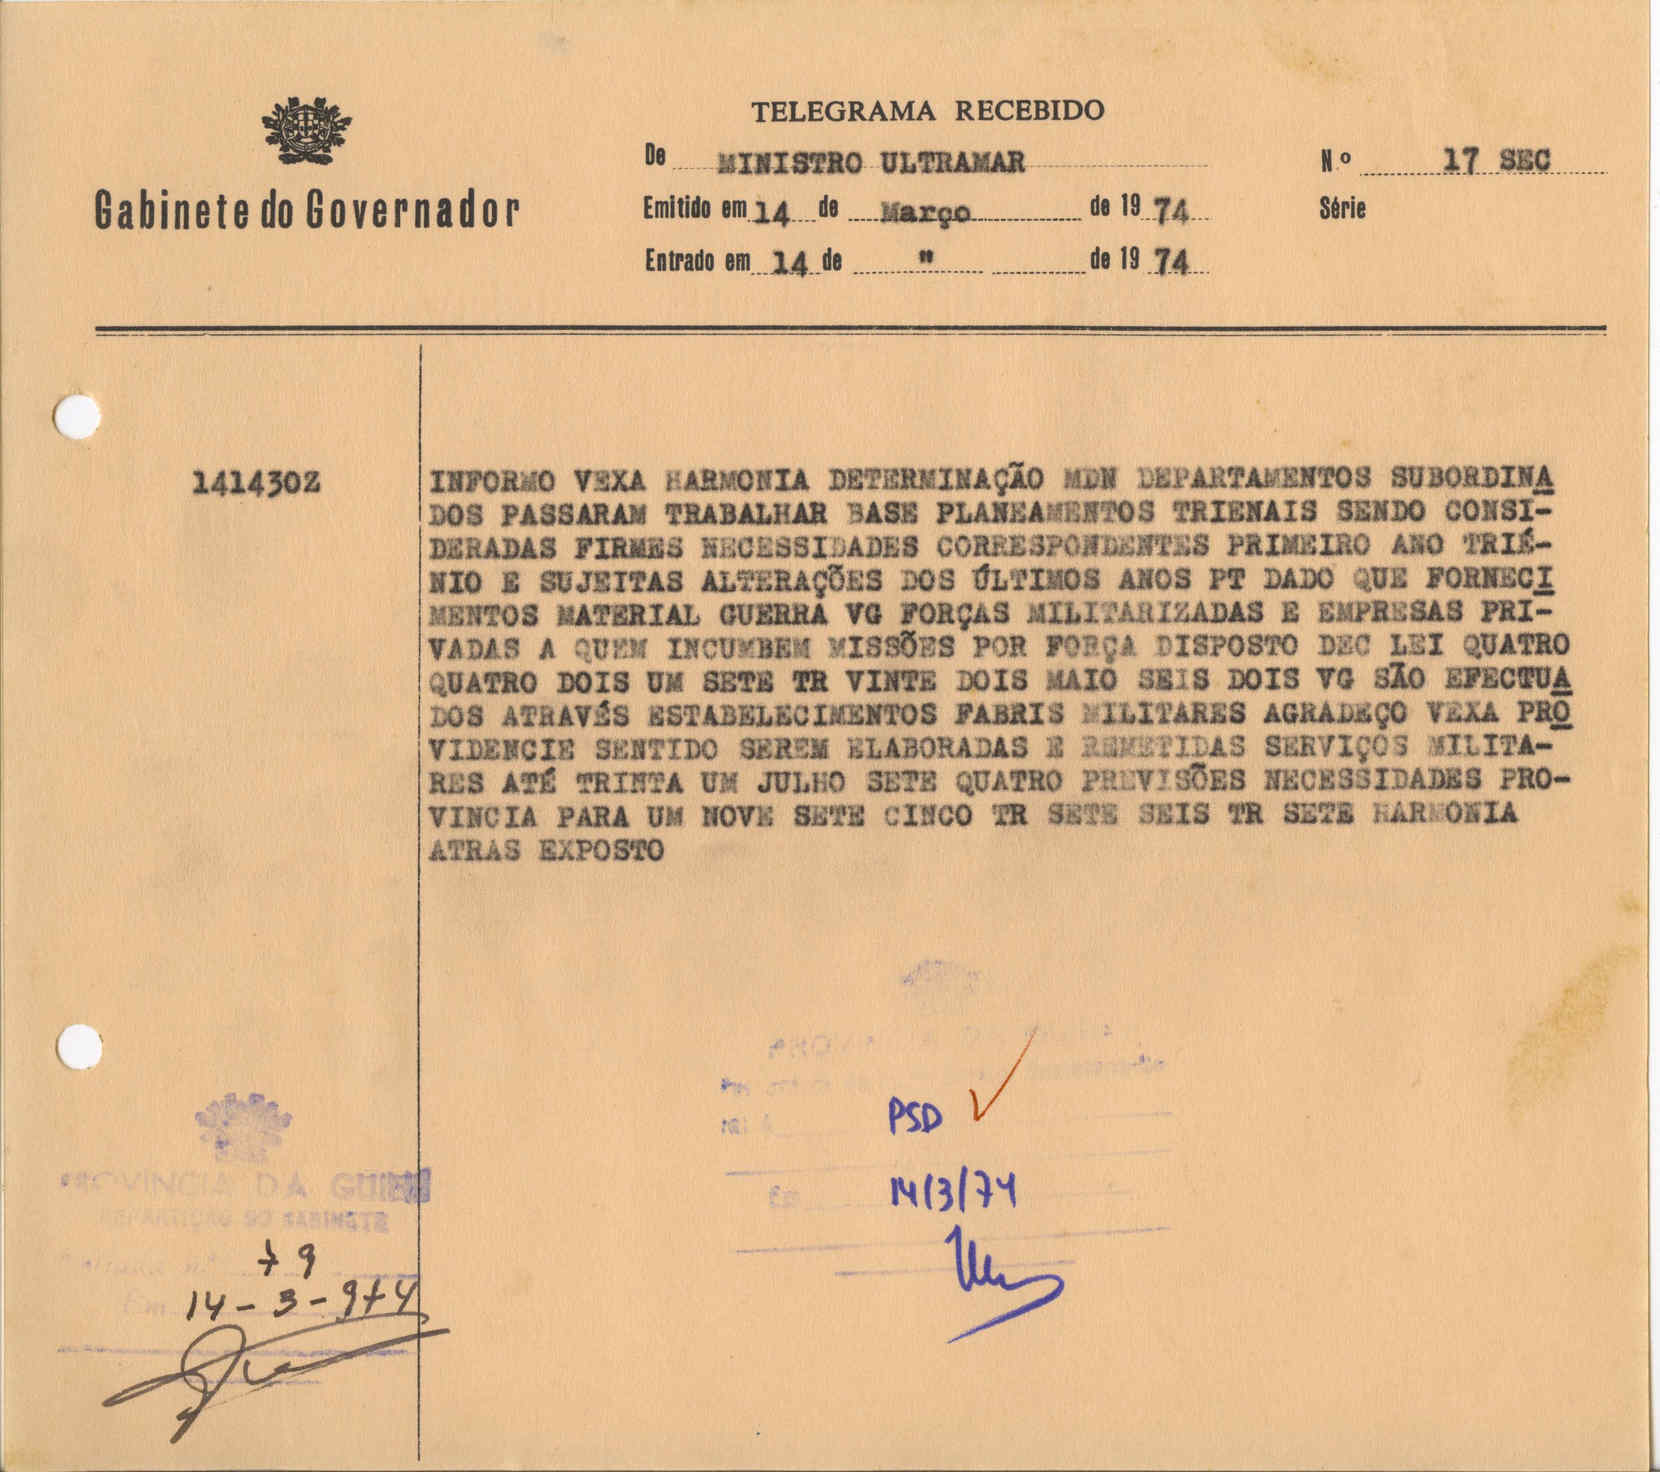 TELEGRAMA RECEBIDO
De MINISTRO ULTRAMAR
Nº 17 SEC
Gabinete do Governador
Emitido em 14 de Março de 19 74
Série
Entrado em 14 de " de 19 74
141430Z
INFORMO VEXA HARMONIA DETERMINAÇÃO MDN DEPARTAMENTOS SUBORDINA
DOS PASSARAM TRABALHAR BASE PLANEAMENTOS TRIENAIS SENDO CONSI-
DERADAS FIRMES NECESSIDADES CORRESPONDENTES PRIMEIRO ANO TRIÉ-
NIO E SUJEITAS ALTERAÇÕES DOS ÚLTIMOS ANOS PT DADO QUE FORNECI
MENTOS MATERIAL GUERRA VG FORÇAS MILITARIZADAS E EMPRESAS PRI-
VADAS A QUEM INCUMBEM MISSÕES POR FORÇA DISPOSTO DEC LEI QUATRO
QUATRO DOIS UM SETE TR VINTE DOIS MAIO SEIS DOIS VG SÃO EFECTUA
DOS ATRAVÉS ESTABELECIMENTOS FABRIS MILITARES AGRADEÇO VEXA PRO
VIDENCIE SENTIDO SEREM ELABORADAS E REMETIDAS SERVIÇOS MILITA-
RES ATÉ TRINTA UM JULHO SETE QUATRO PREVISÕES NECESSIDADES PRO-
VINCIA PARA UM NOVE SETE CINCO TR SETE SEIS TR SETE HARMONIA
ATRAS EXPOSTO
PSD
14/3/74
PROVINCIA DA GUINÉ
REPARTIÇÃO DO GABINETE
79
Em 14-3-974
Em